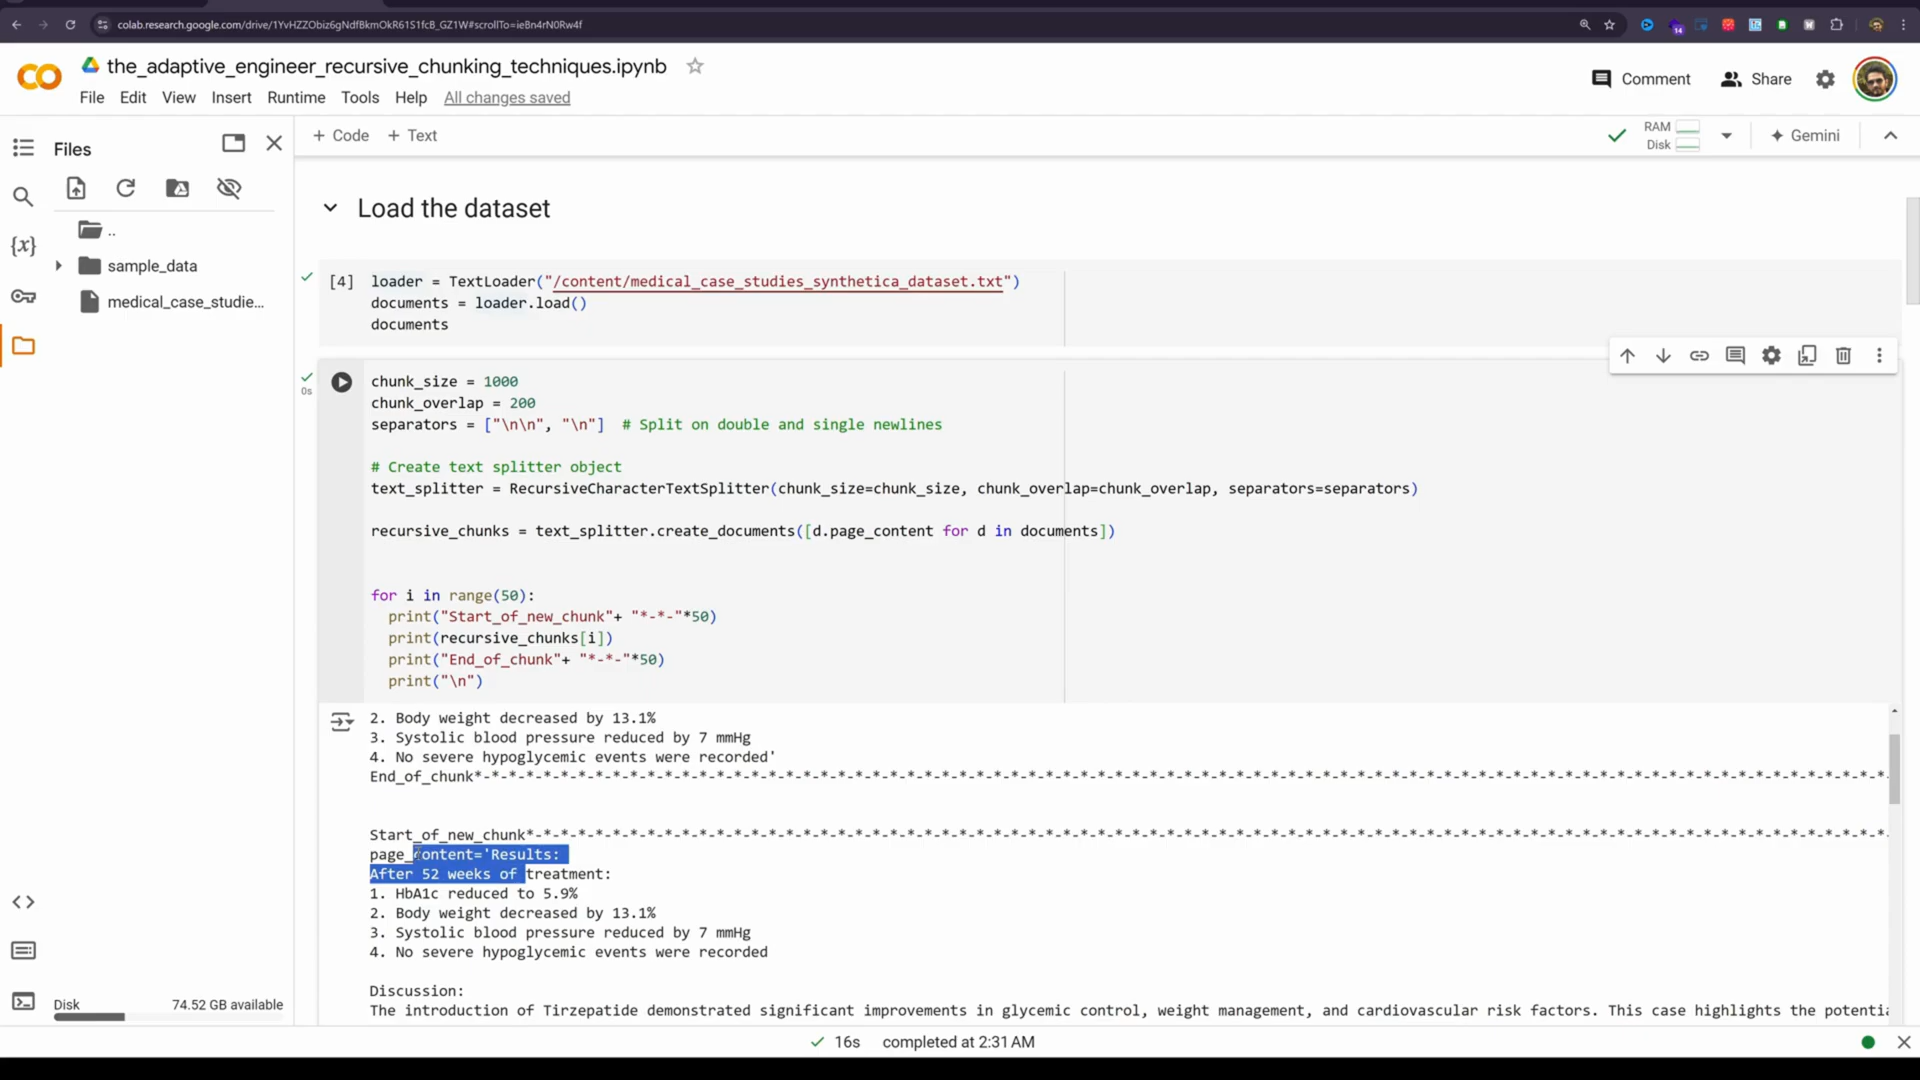 colab.research.google.com/drive/1YvHZZObiz6gNdfBkmOkR61S1fcB_GZ1W#scrollTo=ieBn4rN0Rw4f
14
CO
the_adaptive_engineer_recursive_chunking_techniques.ipynb
Comment
Share
File Edit View Insert Runtime Tools Help All changes saved
Files
+ Code + Text
RAM
Disk
Gemini
..
sample_data
medical_case_studie...
{x}
Load the dataset
[4] loader = TextLoader("/content/medical_case_studies_synthetica_dataset.txt")
documents = loader.load()
documents
0s
chunk_size = 1000
chunk_overlap = 200
separators = ["\n\n", "\n"]  # Split on double and single newlines
# Create text splitter object
text_splitter = RecursiveCharacterTextSplitter(chunk_size=chunk_size, chunk_overlap=chunk_overlap, separators=separators)
recursive_chunks = text_splitter.create_documents([d.page_content for d in documents])
for i in range(50):
  print("Start_of_new_chunk"+ "*-*-"*50)
  print(recursive_chunks[i])
  print("End_of_chunk"+ "*-*-"*50)
  print("\n")
2. Body weight decreased by 13.1%
3. Systolic blood pressure reduced by 7 mmHg
4. No severe hypoglycemic events were recorded'
End_of_chunk*-*-*-*-*-*-*-*-*-*-*-*-*-*-*-*-*-*-*-*-*-*-*-*-*-*-*-*-*-*-*-*-*-*-*-*-*-*-*-*-*-*-*-*-*-*-*-*-*-*-*-*-*-*-*-*-*-*-*-*-*-*-*-*-*-*-*-*-*-*-*-*-*-*-*-*-*-*-*-*-*-*-
Start_of_new_chunk*-*-*-*-*-*-*-*-*-*-*-*-*-*-*-*-*-*-*-*-*-*-*-*-*-*-*-*-*-*-*-*-*-*-*-*-*-*-*-*-*-*-*-*-*-*-*-*-*-*-*-*-*-*-*-*-*-*-*-*-*-*-*-*-*-*-*-*-*-*-*-*-*-*-*-*-*-*-*
page_content='Results:
After 52 weeks of treatment:
1. HbA1c reduced to 5.9%
2. Body weight decreased by 13.1%
3. Systolic blood pressure reduced by 7 mmHg
4. No severe hypoglycemic events were recorded
Discussion:
The introduction of Tirzepatide demonstrated significant improvements in glycemic control, weight management, and cardiovascular risk factors. This case highlights the potentia
Disk 74.52 GB available
16s completed at 2:31 AM